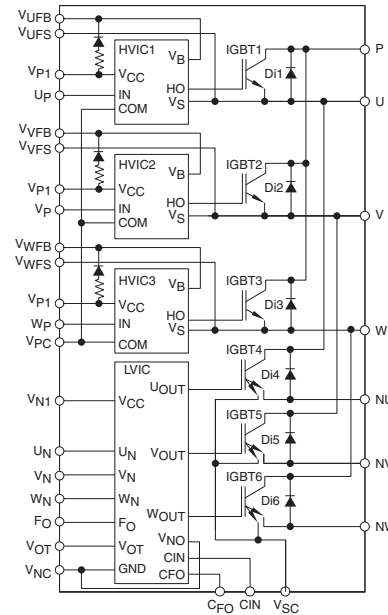 VUFB
VUFS
HVIC1
IGBT1
P
VB
VP1
VCC
HO
Di1
UP
IN
VS
U
COM
VVFB
VVFS
HVIC2
IGBT2
VB
VP1
VCC
HO
Di2
VP
IN
VS
V
COM
VWFB
VWFS
HVIC3
IGBT3
VB
VP1
VCC
HO
Di3
WP
IN
VS
W
VPC
COM
LVIC
IGBT4
UOUT
Di4
VN1
VCC
NU
IGBT5
UN
UN
VOUT
Di5
NV
VN
VN
IGBT6
WN
WN
WOUT
Di6
FO
FO
VNO
NW
VOT
VOT
CIN
VNC
GND
CFO
CFO
CIN
VSC